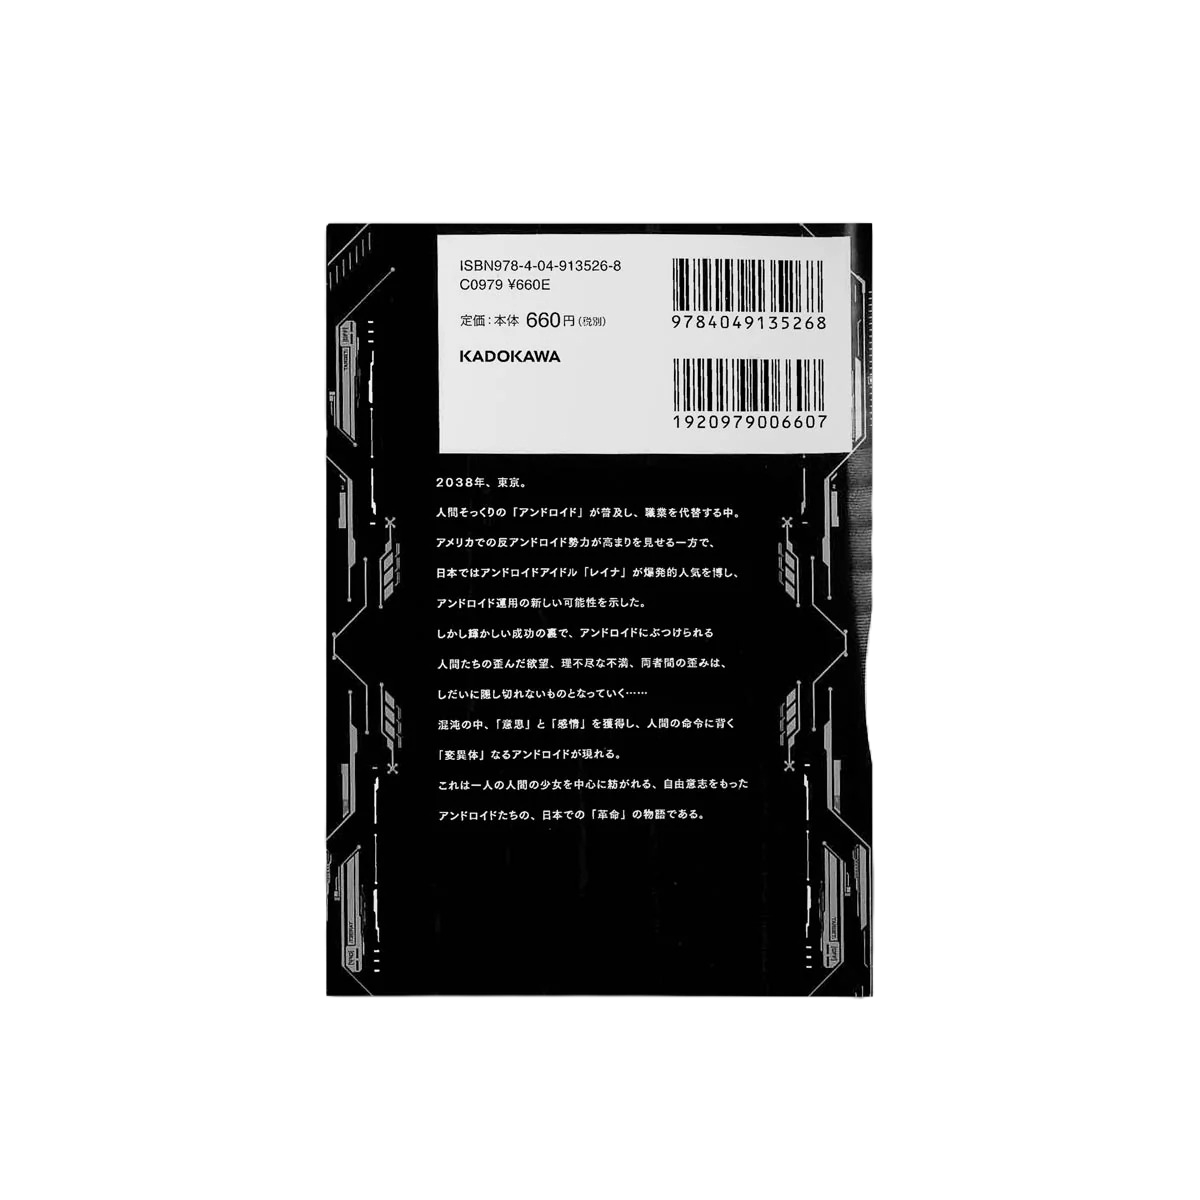 ISBN978-4-04-913526-8
C0979 ¥660E
定価：本体 660円（税別）
KADOKAWA
9784049135268
1920979006607
2038年、東京。
人間そっくりの「アンドロイド」が普及し、職業を代替する中。
アメリカでの反アンドロイド勢力が高まりを見せる一方で、
日本ではアンドロイドアイドル「レイナ」が爆発的人気を博し、
アンドロイド運用の新しい可能性を示した。
しかし輝かしい成功の裏で、アンドロイドにぶつけられる
人間たちの歪んだ欲望、理不尽な不満、両者間の歪みは、
しだいに隠し切れないものとなっていく……
混沌の中、「意思」と「感情」を獲得し、人間の命令に背く
「変異体」なるアンドロイドが現れる。
これは一人の人間の少女を中心に紡がれる、自由意志をもった
アンドロイドたちの、日本での「革命」の物語である。